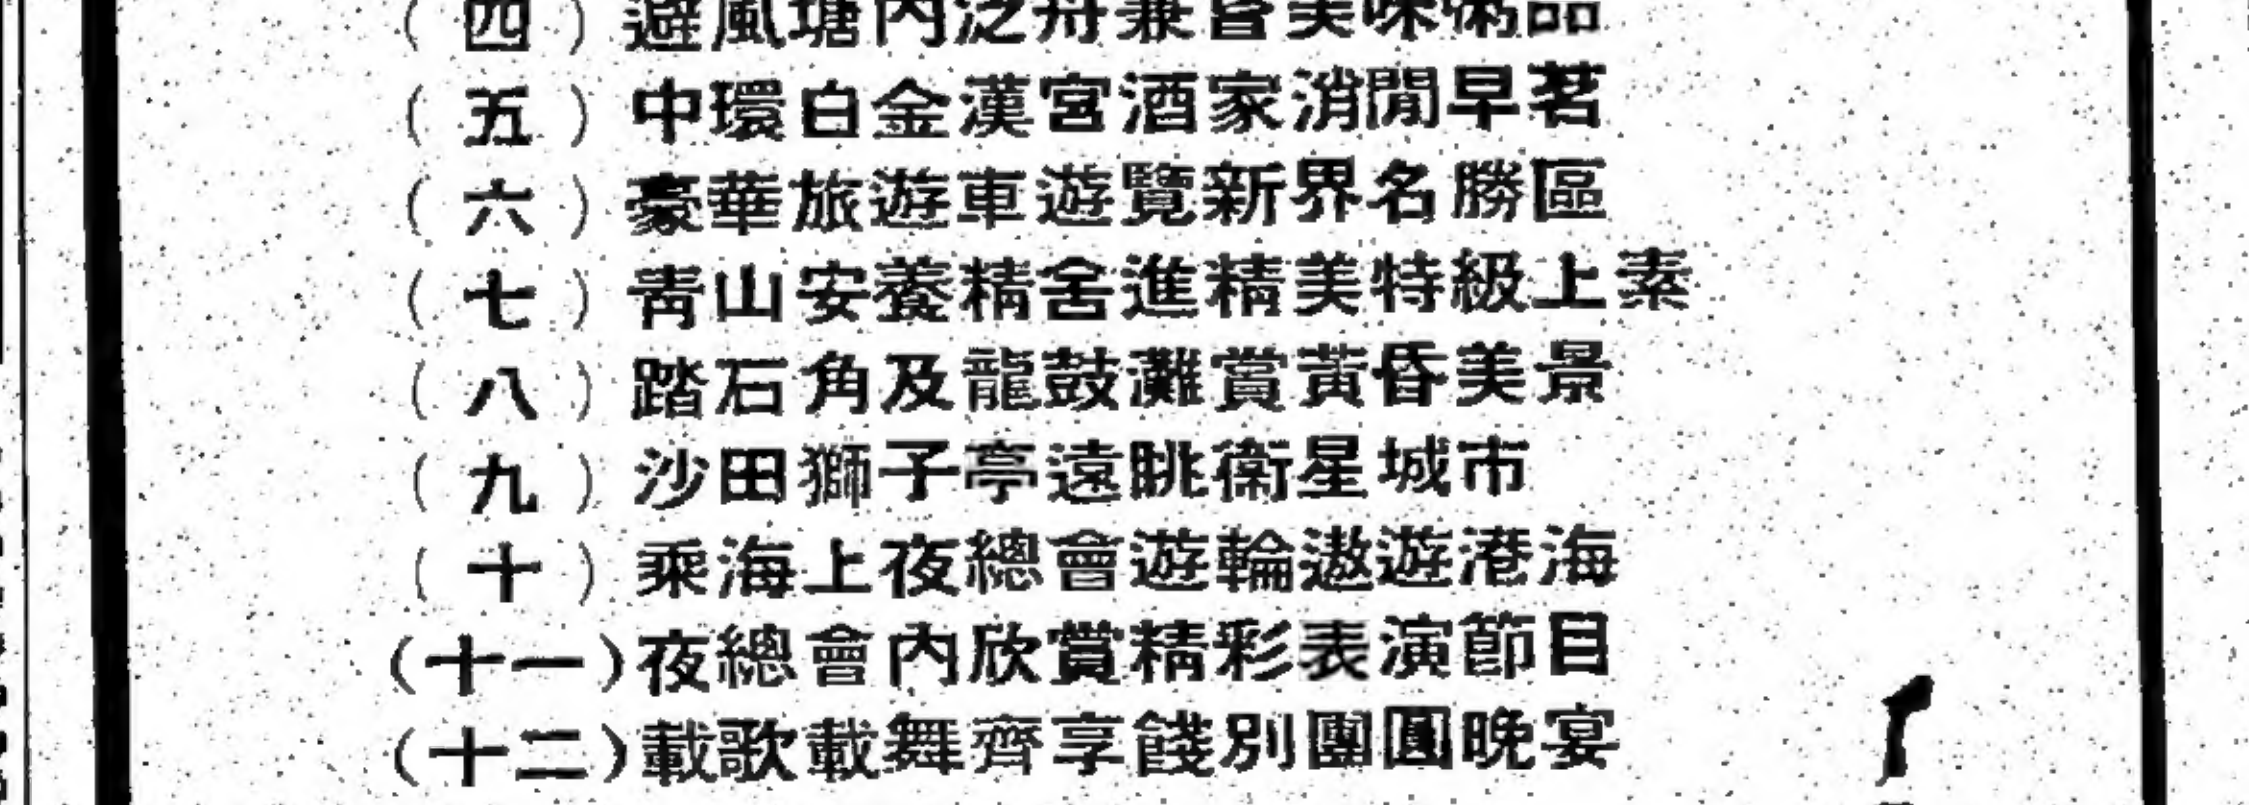 （四）避風塘內泛舟兼嘗美味粥品
（五）中環白金漢宮酒家消閒早茗
（六）豪華旅遊車遊覽新界名勝區
（七）青山安養精舍進精美特級上素
（八）踏石角及龍鼓灘賞黃昏美景
（九）沙田獅子亭遠眺衞星城市
（十）乘海上夜總會遊輪遨遊港海
（十一）夜總會內欣賞精彩表演節目
（十二）載歌載舞齊享餞別團圓晚宴